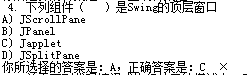 4. 下列组件（　）是Swing的顶层窗口
A) JScrollPane
B) JPanel
C) Japplet
D) JSplitPane
你所选择的答案是：A，正确答案是：C ×